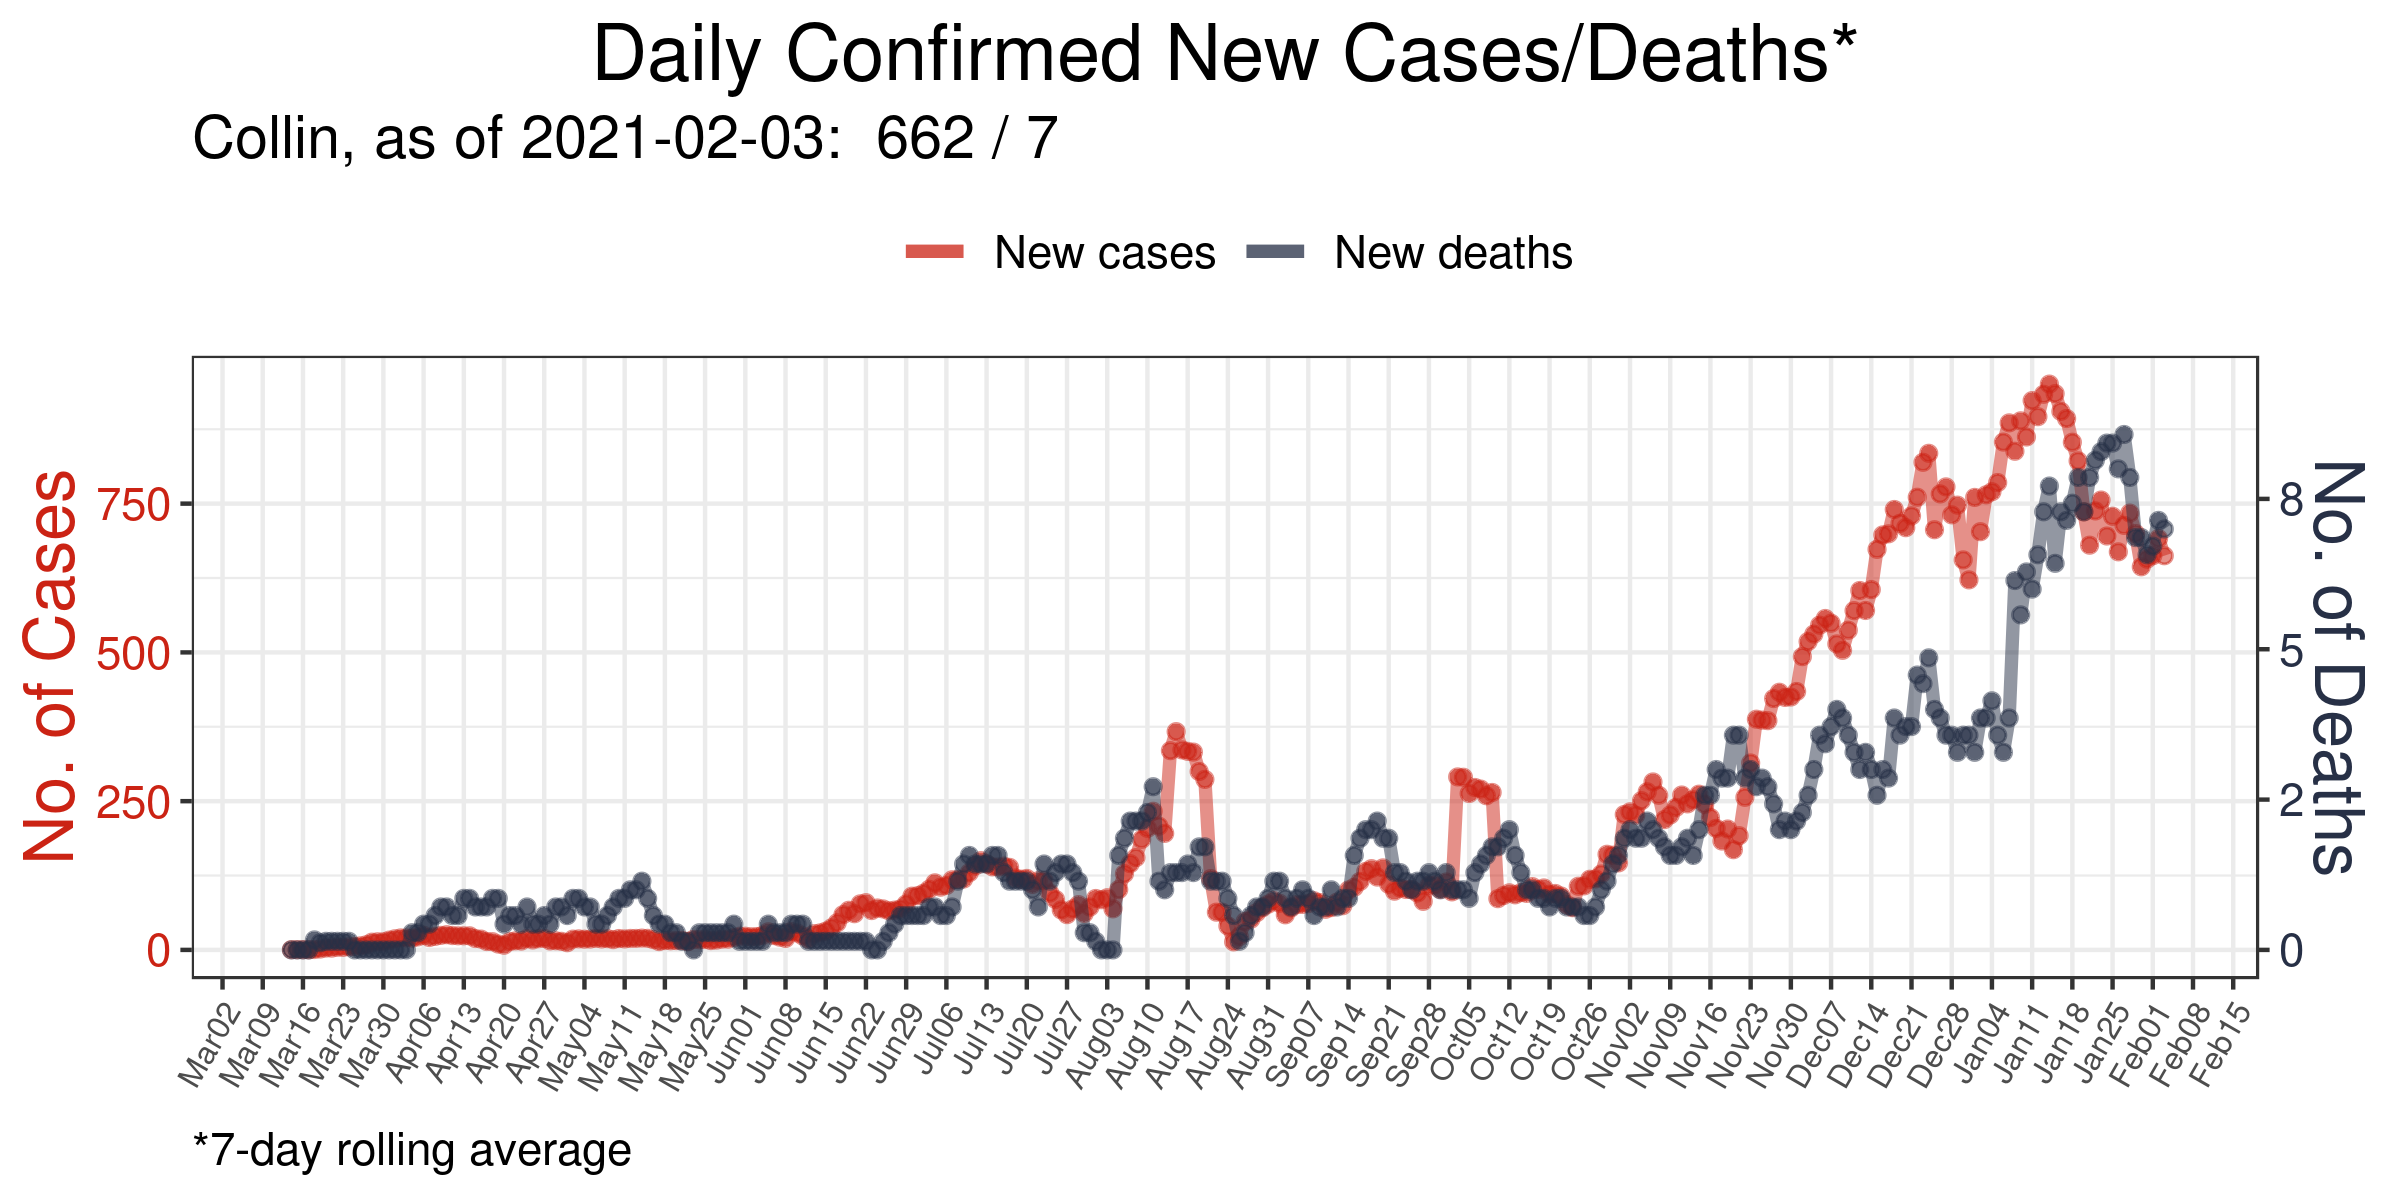 Daily Confirmed New Cases/Deaths*
Collin, as of 2021-02-03:  662 / 7
New cases New deaths
No. of Cases
750
500
250
0
8
5
2
0
No. of Deaths
Mar02 Mar09 Mar16 Mar23 Mar30 Apr06 Apr13 Apr20 Apr27 May04 May11 May18 May25 Jun01 Jun08 Jun15 Jun22 Jun29 Jul06 Jul13 Jul20 Jul27 Aug03 Aug10 Aug17 Aug24 Aug31 Sep07 Sep14 Sep21 Sep28 Oct05 Oct12 Oct19 Oct26 Nov02 Nov09 Nov16 Nov23 Nov30 Dec07 Dec14 Dec21 Dec28 Jan04 Jan11 Jan18 Jan25 Feb01 Feb08 Feb15
*7-day rolling average